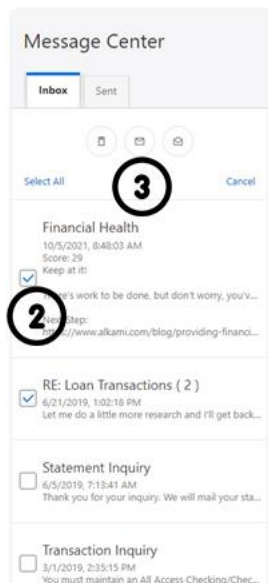 Message Center
Inbox Sent
Select All 3 Cancel
Financial Health
10/5/2021, 8:48:03 AM
Score: 29
Keep at it!
work to be done, but don't worry, you'v...
2 Step:
https://www.alkami.com/blog/providing-financi...
RE: Loan Transactions ( 2 )
6/21/2019, 1:02:18 PM
Let me do a little more research and I'll get back...
Statement Inquiry
6/5/2019, 7:13:41 AM
Thank you for your inquiry. We will mail your sta...
Transaction Inquiry
3/1/2019, 2:35:15 PM
You must maintain an All Access Checking/Chec...